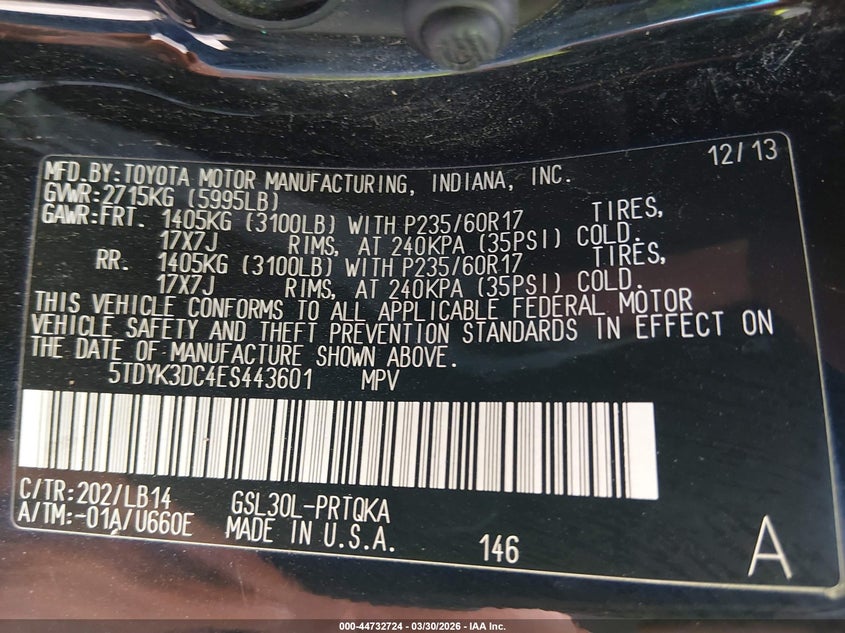 12/13
MFD.BY:TOYOTA MOTOR MANUFACTURING, INDIANA, INC.
GVWR:2715KG (5995LB)
GAWR:FRT. 1405KG (3100LB) WITH P235/60R17 TIRES,
17X7J RIMS, AT 240KPA (35PSI) COLD.
RR. 1405KG (3100LB) WITH P235/60R17 TIRES,
17X7J RIMS, AT 240KPA (35PSI) COLD.
THIS VEHICLE CONFORMS TO ALL APPLICABLE FEDERAL MOTOR
VEHICLE SAFETY AND THEFT PREVENTION STANDARDS IN EFFECT ON
THE DATE OF MANUFACTURE SHOWN ABOVE.
5TDYK3DC4ES443601 MPV
C/TR:202/LB14 GSL30L-PRTQKA
A/TM:-01A/U660E MADE IN U.S.A. 146 A
000-44732724 — 03/30/2026 — IAA Inc.